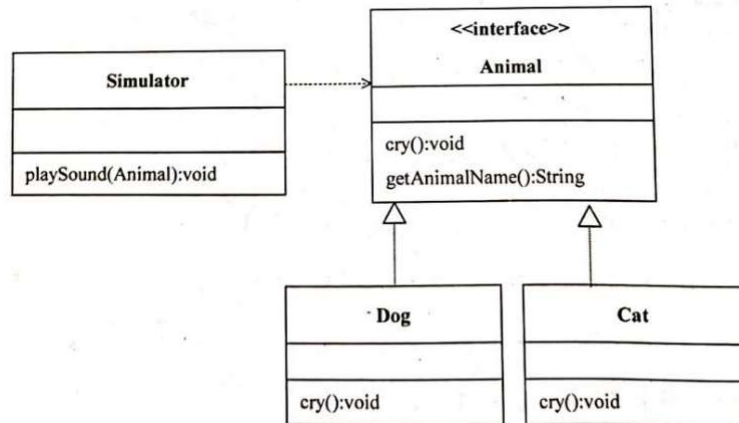 Simulator
playSound(Animal):void
<<interface>>
Animal
cry():void
getAnimalName():String
Dog
cry():void
Cat
cry():void